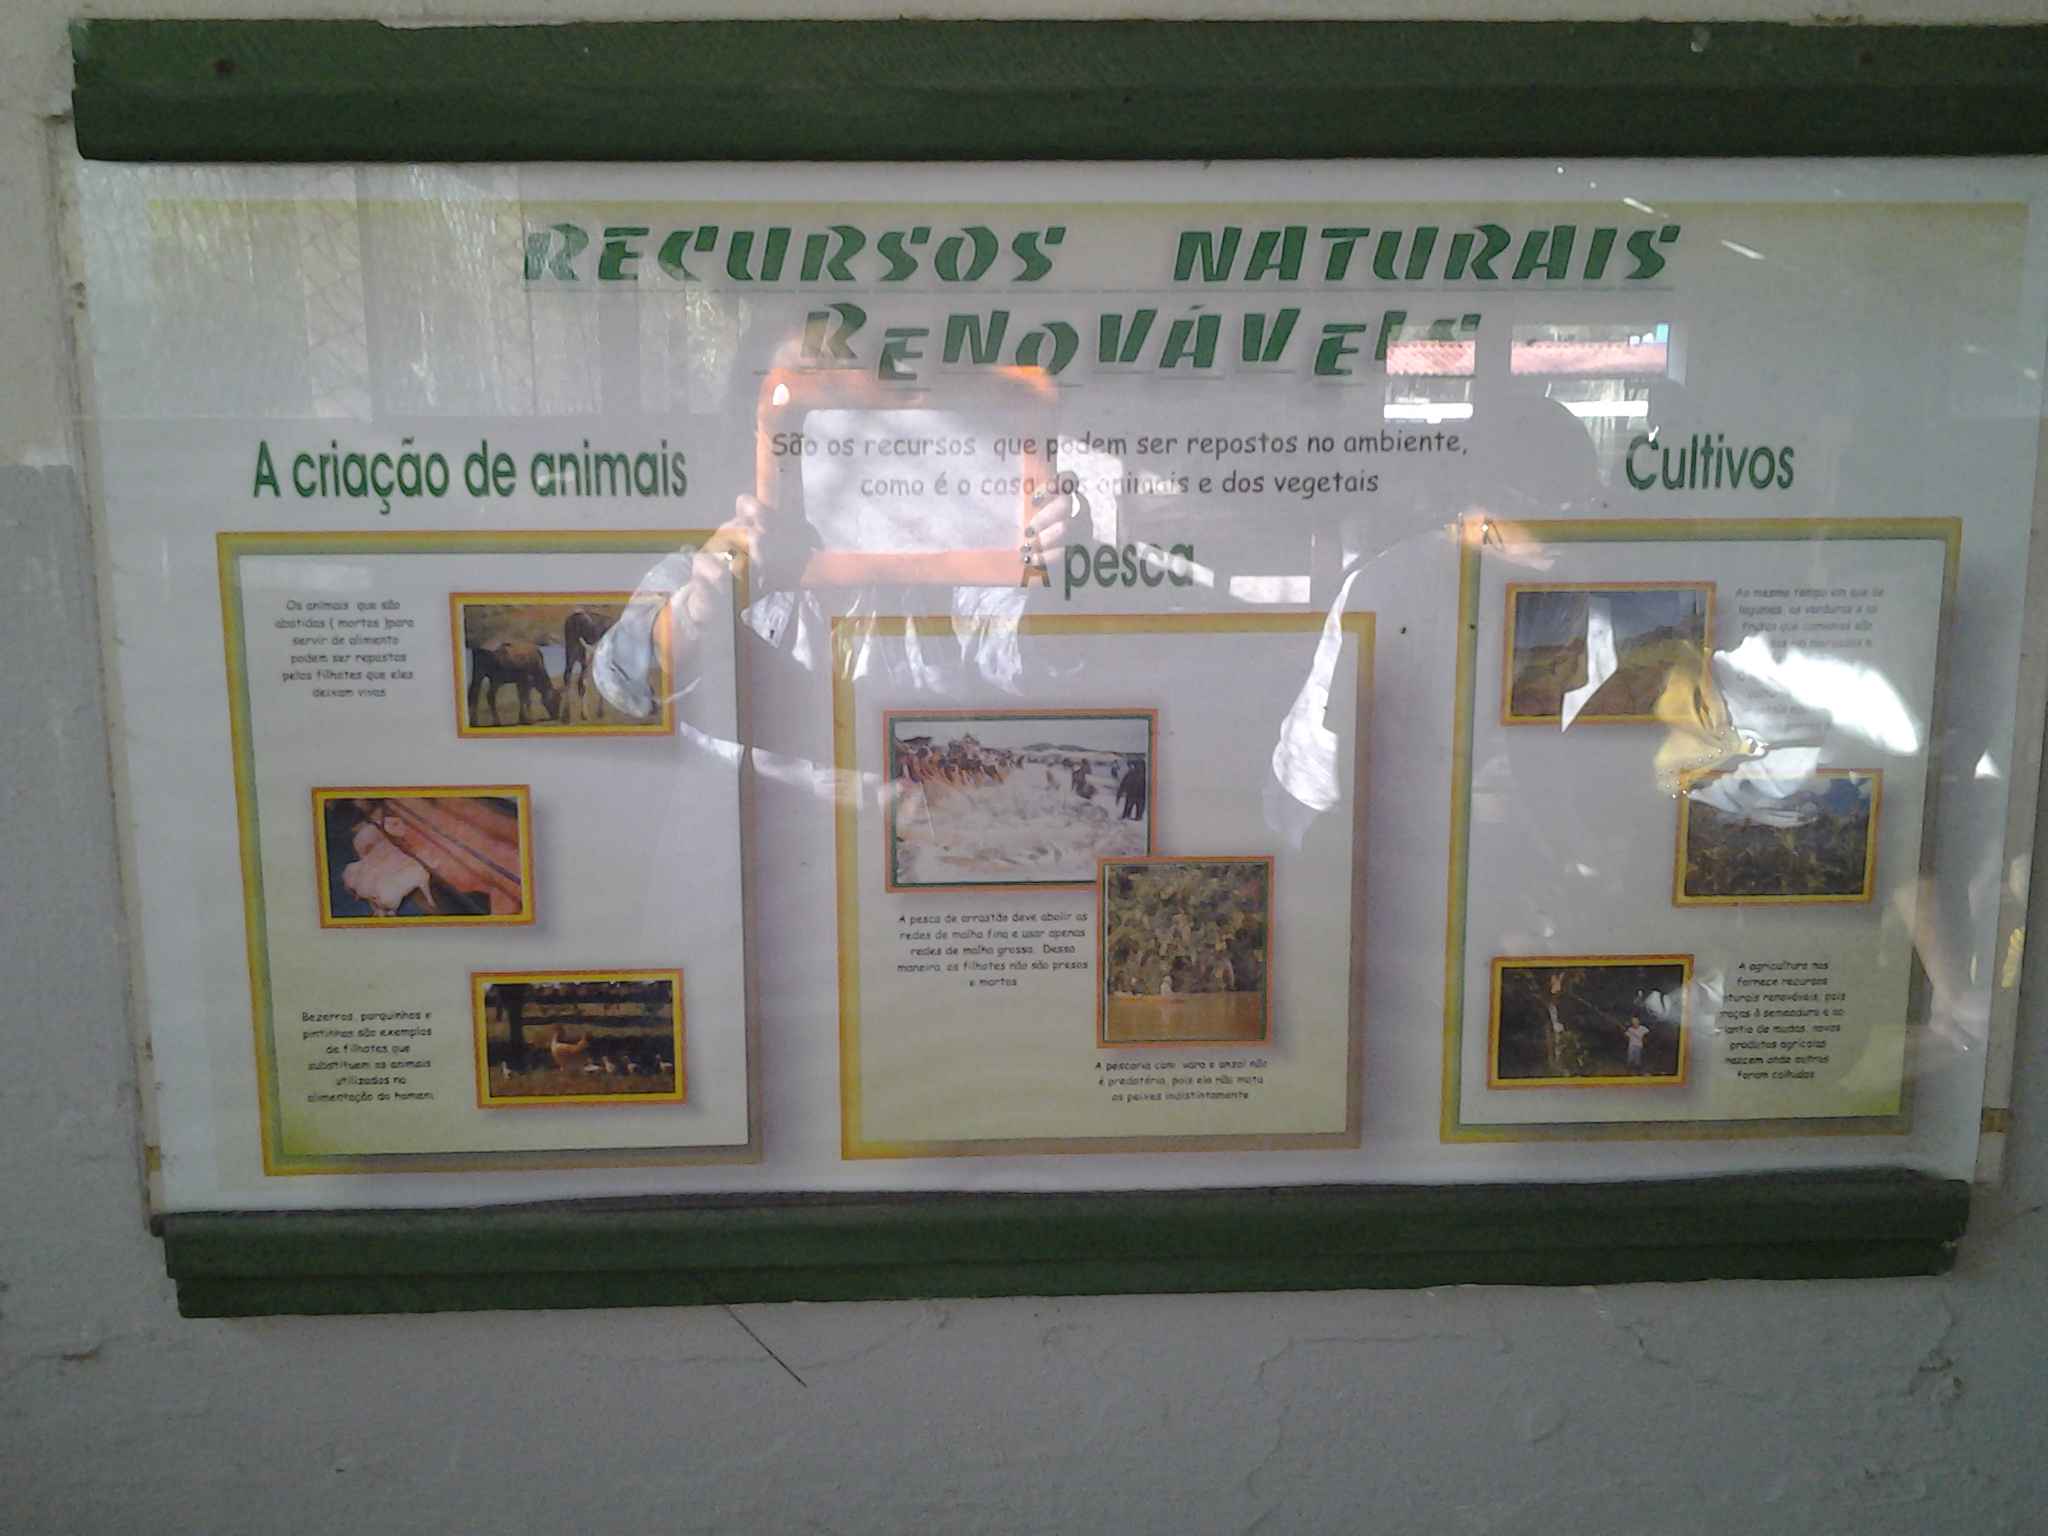 RECURSOS NATURAIS
RENOVÁVEIS
São os recursos que podem ser repostos no ambiente,
como é o caso dos animais e dos vegetais
A criação de animais
Os animais que são
abatidos ( mortos )para
servir de alimento
podem ser repostos
pelos filhotes que eles
deixam vivos
Bezerros, porquinhos e
pintinhos são exemplos
de filhotes que
substituem os animais
utilizados na
alimentação do homem
A pesca
A pesca de arrastão deve abolir as
redes de malha fina e usar apenas
redes de malha grossa. Dessa
maneira, os filhotes não são presos
e mortos
A pescaria com vara e anzol não
é predatória, pois ela não mata
os peixes indistintamente
Cultivos
Ao mesmo tempo em que os
legumes, as verduras e as
frutas que comemos são
A agricultura nos
fornece recursos
naturais renováveis, pois
graças à semeadura e ao
plantio de mudas, novos
produtos agrícolas
nascem onde outros
foram colhidos